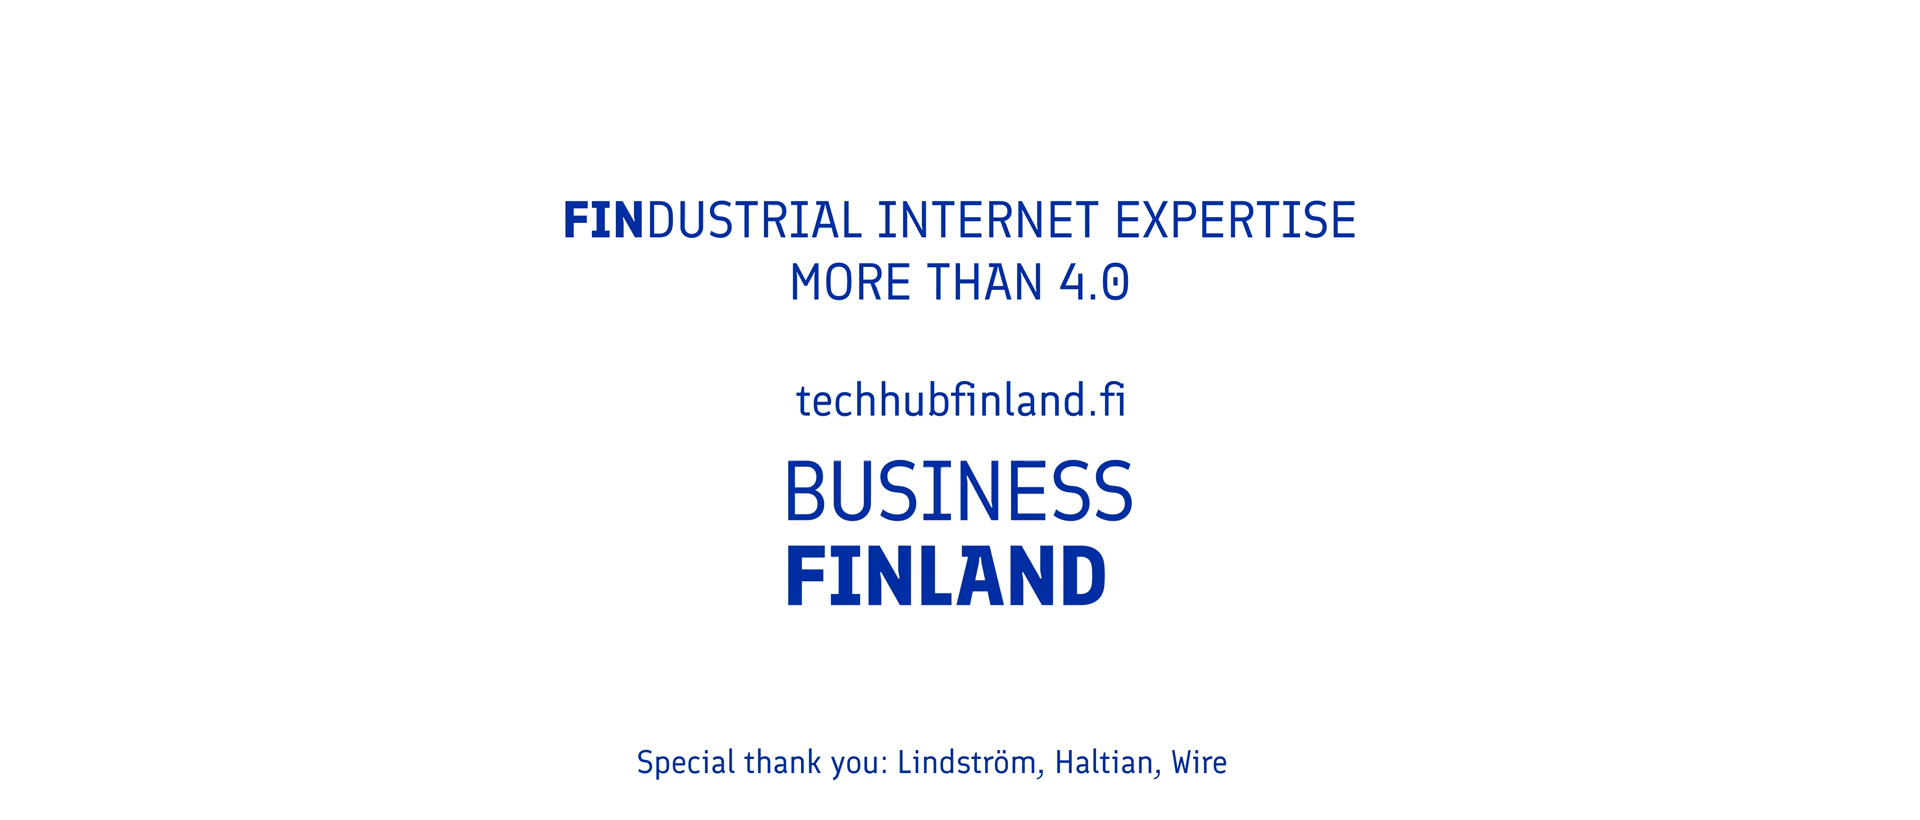 FINDUSTRIAL INTERNET EXPERTISE
MORE THAN 4.0
techhubfinland.fi
BUSINESS
FINLAND
Special thank you: Lindström, Haltian, Wire